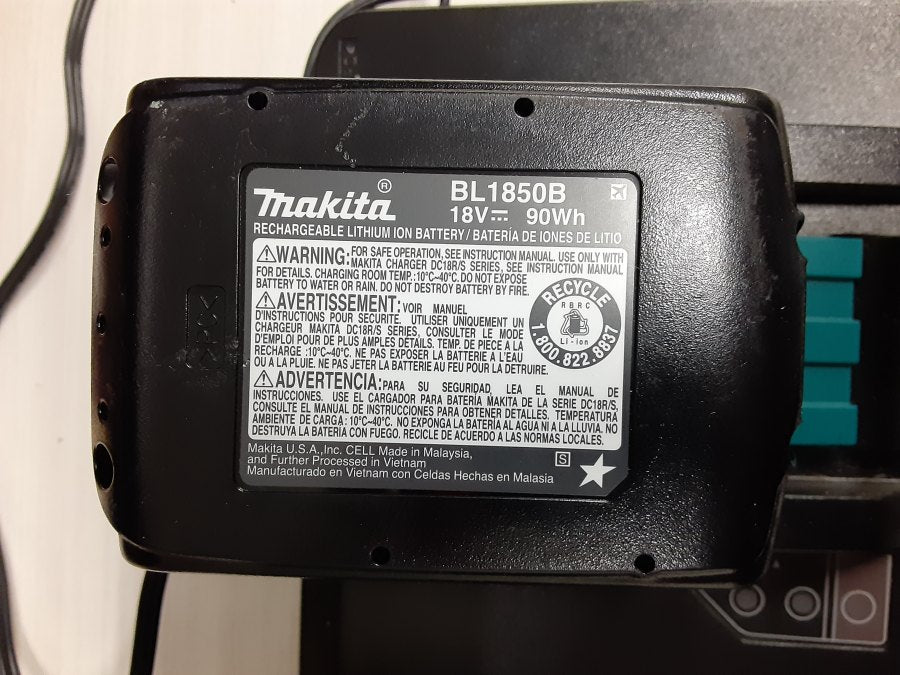 Makita®
BL1850B
18V 90Wh
RECHARGEABLE LITHIUM ION BATTERY / BATERÍA DE IONES DE LITIO
WARNING: FOR SAFE OPERATION, SEE INSTRUCTION MANUAL. USE ONLY WITH
MAKITA CHARGER DC18R/S SERIES, SEE INSTRUCTION MANUAL
FOR DETAILS. CHARGING ROOM TEMP.:10°C~40°C. DO NOT EXPOSE
BATTERY TO WATER OR RAIN. DO NOT DESTROY BATTERY BY FIRE.
AVERTISSEMENT: VOIR MANUEL
D'INSTRUCTIONS POUR SECURITE. UTILISER UNIQUEMENT UN
CHARGEUR MAKITA DC18R/S SERIES, CONSULTER LE MODE
D'EMPLOI POUR DE PLUS AMPLES DETAILS. TEMP. DE PIECE A LA
RECHARGE :10°C~40°C. NE PAS EXPOSER LA BATTERIE A L'EAU
OU A LA PLUIE. NE PAS JETER LA BATTERIE AU FEU POUR LA DETRUIRE.
RECYCLE
RBRC
Li-ion
1.800.822.8837
ADVERTENCIA: PARA SU SEGURIDAD, LEA EL MANUAL DE
INSTRUCCIONES. USE EL CARGADOR PARA BATERÍA MAKITA DE LA SERIE DC18R/S,
CONSULTE EL MANUAL DE INSTRUCCIONES PARA OBTENER DETALLES. TEMPERATURA
AMBIENTE DE CARGA : 10°C~40°C. NO EXPONGA LA BATERÍA AL AGUA NI A LA LLUVIA. NO
DESTRUYA LA BATERÍA CON FUEGO. RECICLE DE ACUERDO A LAS NORMAS LOCALES.
Makita U.S.A.,Inc. CELL Made in Malaysia,
and Further Processed in Vietnam
Manufacturado en Vietnam con Celdas Hechas en Malasia
S